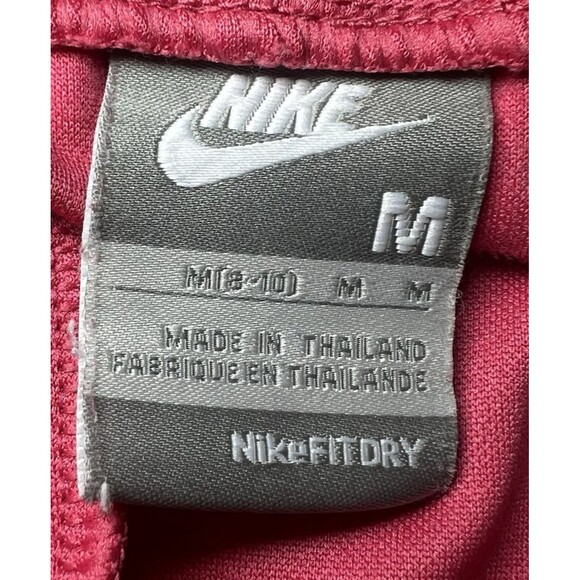 NIKE
M
M(8-10) M M
MADE IN THAILAND
FABRIQUE EN THAILANDE
NikeFITDRY